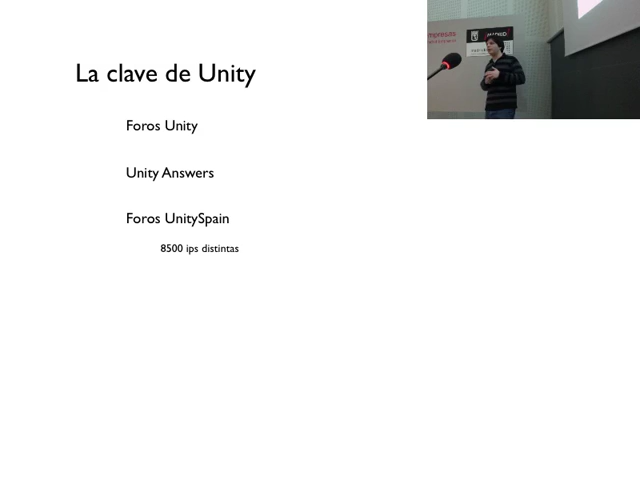 La clave de Unity
Foros Unity
Unity Answers
Foros UnitySpain
8500 ips distintas